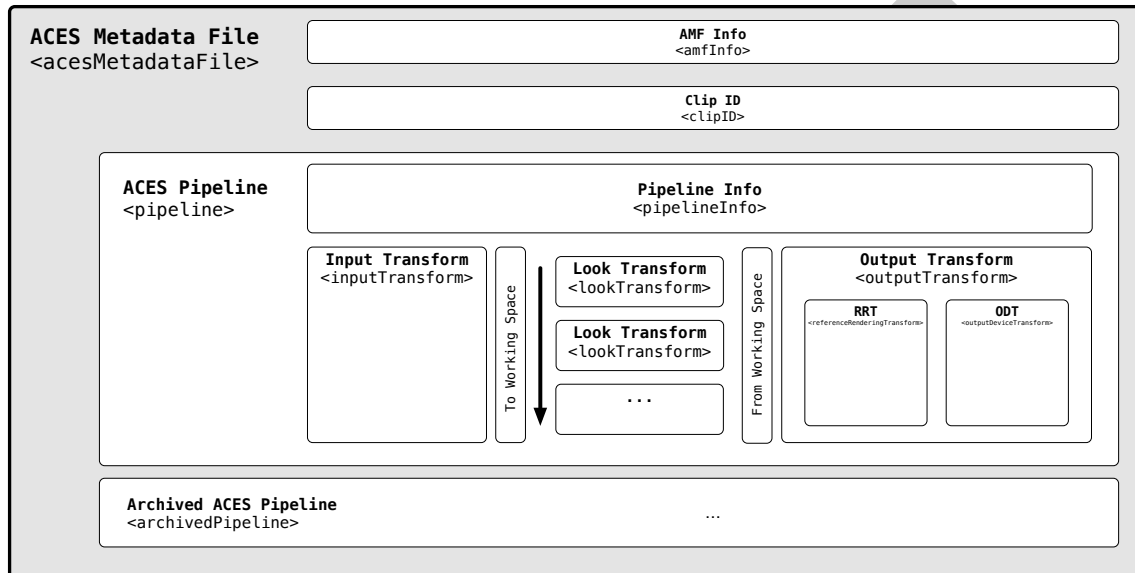 ACES Metadata File
<acesMetadataFile>
AMF Info
<amfInfo>
Clip ID
<clipID>
ACES Pipeline
<pipeline>
Pipeline Info
<pipelineInfo>
Input Transform
<inputTransform>
To Working Space
Look Transform
<lookTransform>
Look Transform
<lookTransform>
...
From Working Space
Output Transform
<outputTransform>
RRT
<referenceRenderingTransform>
ODT
<outputDeviceTransform>
Archived ACES Pipeline
<archivedPipeline>
...